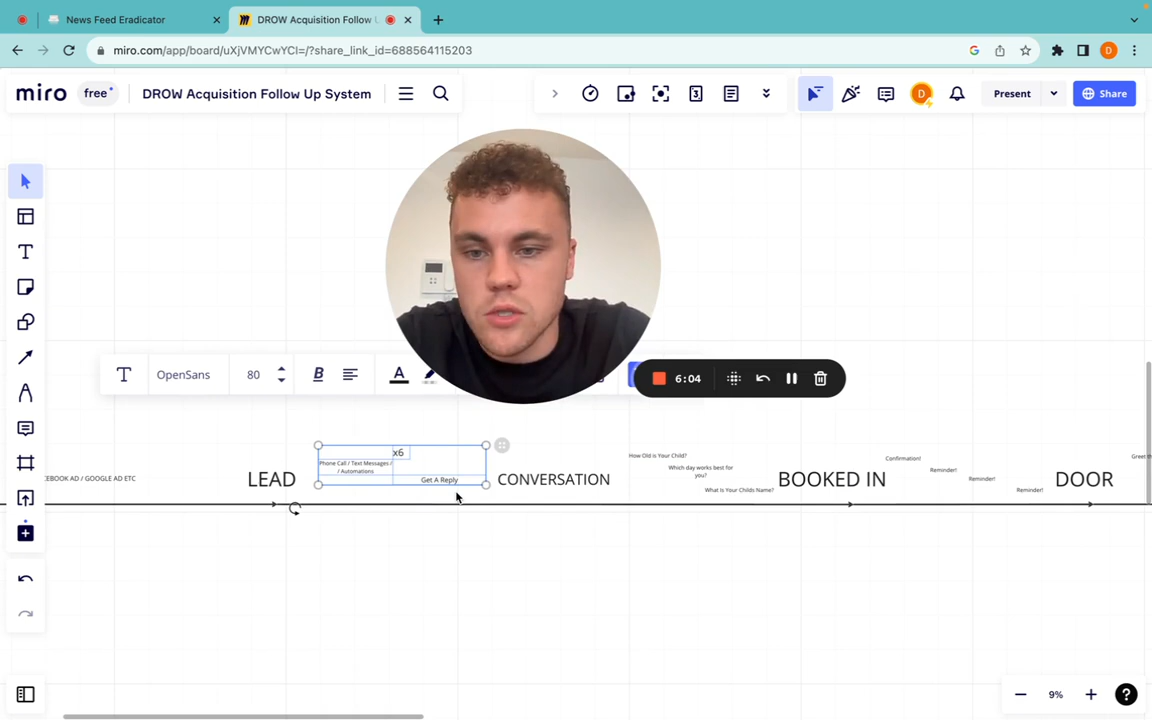 News Feed Eradicator
DROW Acquisition Follow U
miro.com/app/board/uXjVMYCwYCI=/?share_link_id=688564115203
D
miro
free
DROW Acquisition Follow Up System
3
D
Present
Share
OpenSans
80
B
A
6:04
x6
Phone Call / Text Messages /
/ Automations
Get A Reply
EBOOK AD / GOOGLE AD ETC
LEAD
CONVERSATION
How Old is Your Child?
Which day works best for
you?
What Is Your Childs Name?
BOOKED IN
Confirmation!
Reminder!
Reminder!
Reminder!
DOOR
Greet
9%